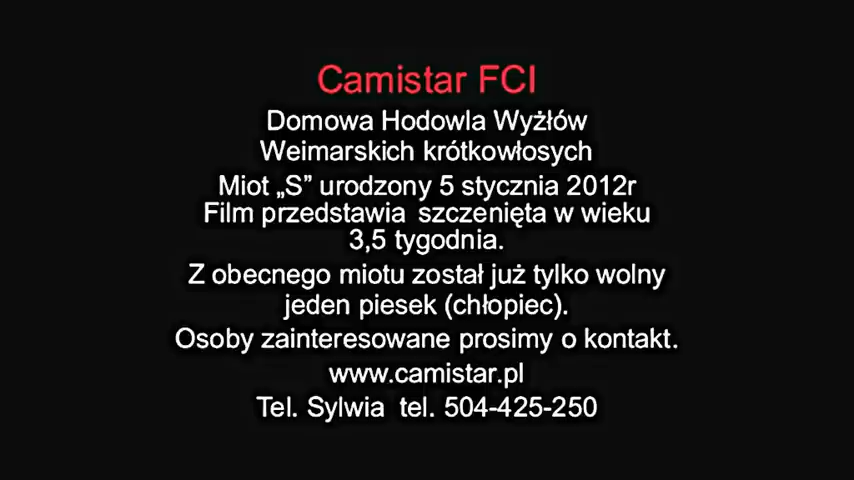 Camistar FCI
Domowa Hodowla Wyżłów
Weimarskich krótkowłosych
Miot „S” urodzony 5 stycznia 2012r
Film przedstawia szczenięta w wieku
3,5 tygodnia.
Z obecnego miotu został już tylko wolny
jeden piesek (chłopiec).
Osoby zainteresowane prosimy o kontakt.
www.camistar.pl
Tel. Sylwia tel. 504-425-250